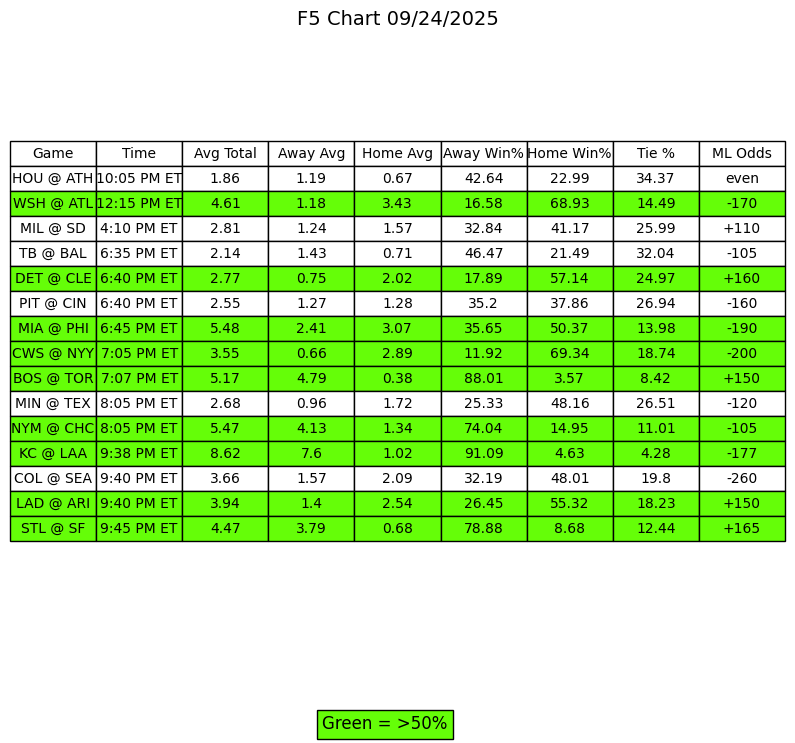 F5 Chart 09/24/2025
Game Time Avg Total Away Avg Home Avg Away Win% Home Win% Tie % ML Odds
HOU @ ATH 10:05 PM ET 1.86 1.19 0.67 42.64 22.99 34.37 even
WSH @ ATL 12:15 PM ET 4.61 1.18 3.43 16.58 68.93 14.49 -170
MIL @ SD 4:10 PM ET 2.81 1.24 1.57 32.84 41.17 25.99 +110
TB @ BAL 6:35 PM ET 2.14 1.43 0.71 46.47 21.49 32.04 -105
DET @ CLE 6:40 PM ET 2.77 0.75 2.02 17.89 57.14 24.97 +160
PIT @ CIN 6:40 PM ET 2.55 1.27 1.28 35.2 37.86 26.94 -160
MIA @ PHI 6:45 PM ET 5.48 2.41 3.07 35.65 50.37 13.98 -190
CWS @ NYY 7:05 PM ET 3.55 0.66 2.89 11.92 69.34 18.74 -200
BOS @ TOR 7:07 PM ET 5.17 4.79 0.38 88.01 3.57 8.42 +150
MIN @ TEX 8:05 PM ET 2.68 0.96 1.72 25.33 48.16 26.51 -120
NYM @ CHC 8:05 PM ET 5.47 4.13 1.34 74.04 14.95 11.01 -105
KC @ LAA 9:38 PM ET 8.62 7.6 1.02 91.09 4.63 4.28 -177
COL @ SEA 9:40 PM ET 3.66 1.57 2.09 32.19 48.01 19.8 -260
LAD @ ARI 9:40 PM ET 3.94 1.4 2.54 26.45 55.32 18.23 +150
STL @ SF 9:45 PM ET 4.47 3.79 0.68 78.88 8.68 12.44 +165
Green = >50%